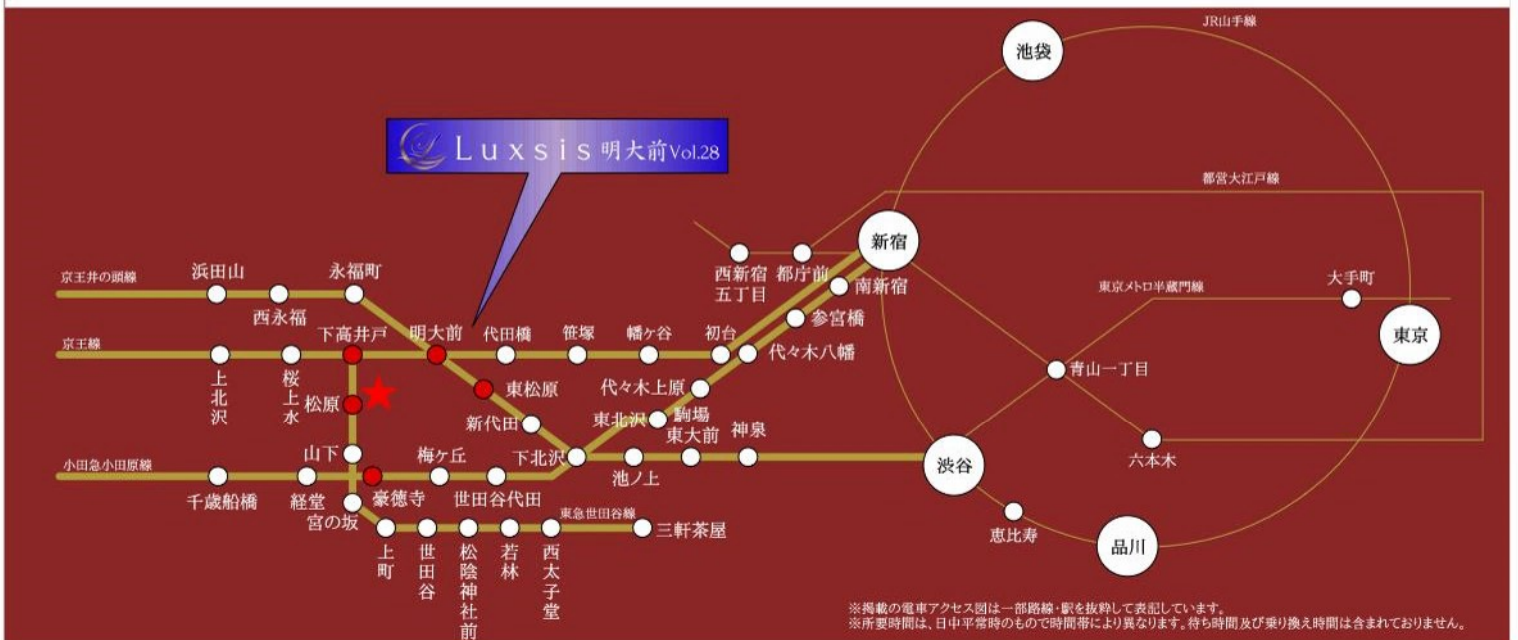 JR山手線
池袋
Luxsis 明大前Vol.28
都営大江戸線
新宿
西新宿
五丁目
都庁前
南新宿
京王井の頭線
浜田山
西永福
永福町
東京メトロ半蔵門線
大手町
参宮橋
京王線
上北沢
桜上水
下高井戸
明大前
代田橋
笹塚
幡ヶ谷
初台
代々木八幡
東京
青山一丁目
松原
東松原
代々木上原
新代田
東北沢
駒場
東大前
神泉
山下
下北沢
池ノ上
渋谷
六本木
小田急小田原線
千歳船橋
経堂
豪徳寺
梅ヶ丘
世田谷代田
宮の坂
東急世田谷線
上町
世田谷
松陰神社前
若林
西太子堂
三軒茶屋
恵比寿
品川
※掲載の電車アクセス図は一部路線・駅を抜粋して表記しています。
※所要時間は、日中平常時のもので時間帯により異なります。待ち時間及び乗り換え時間は含まれておりません。